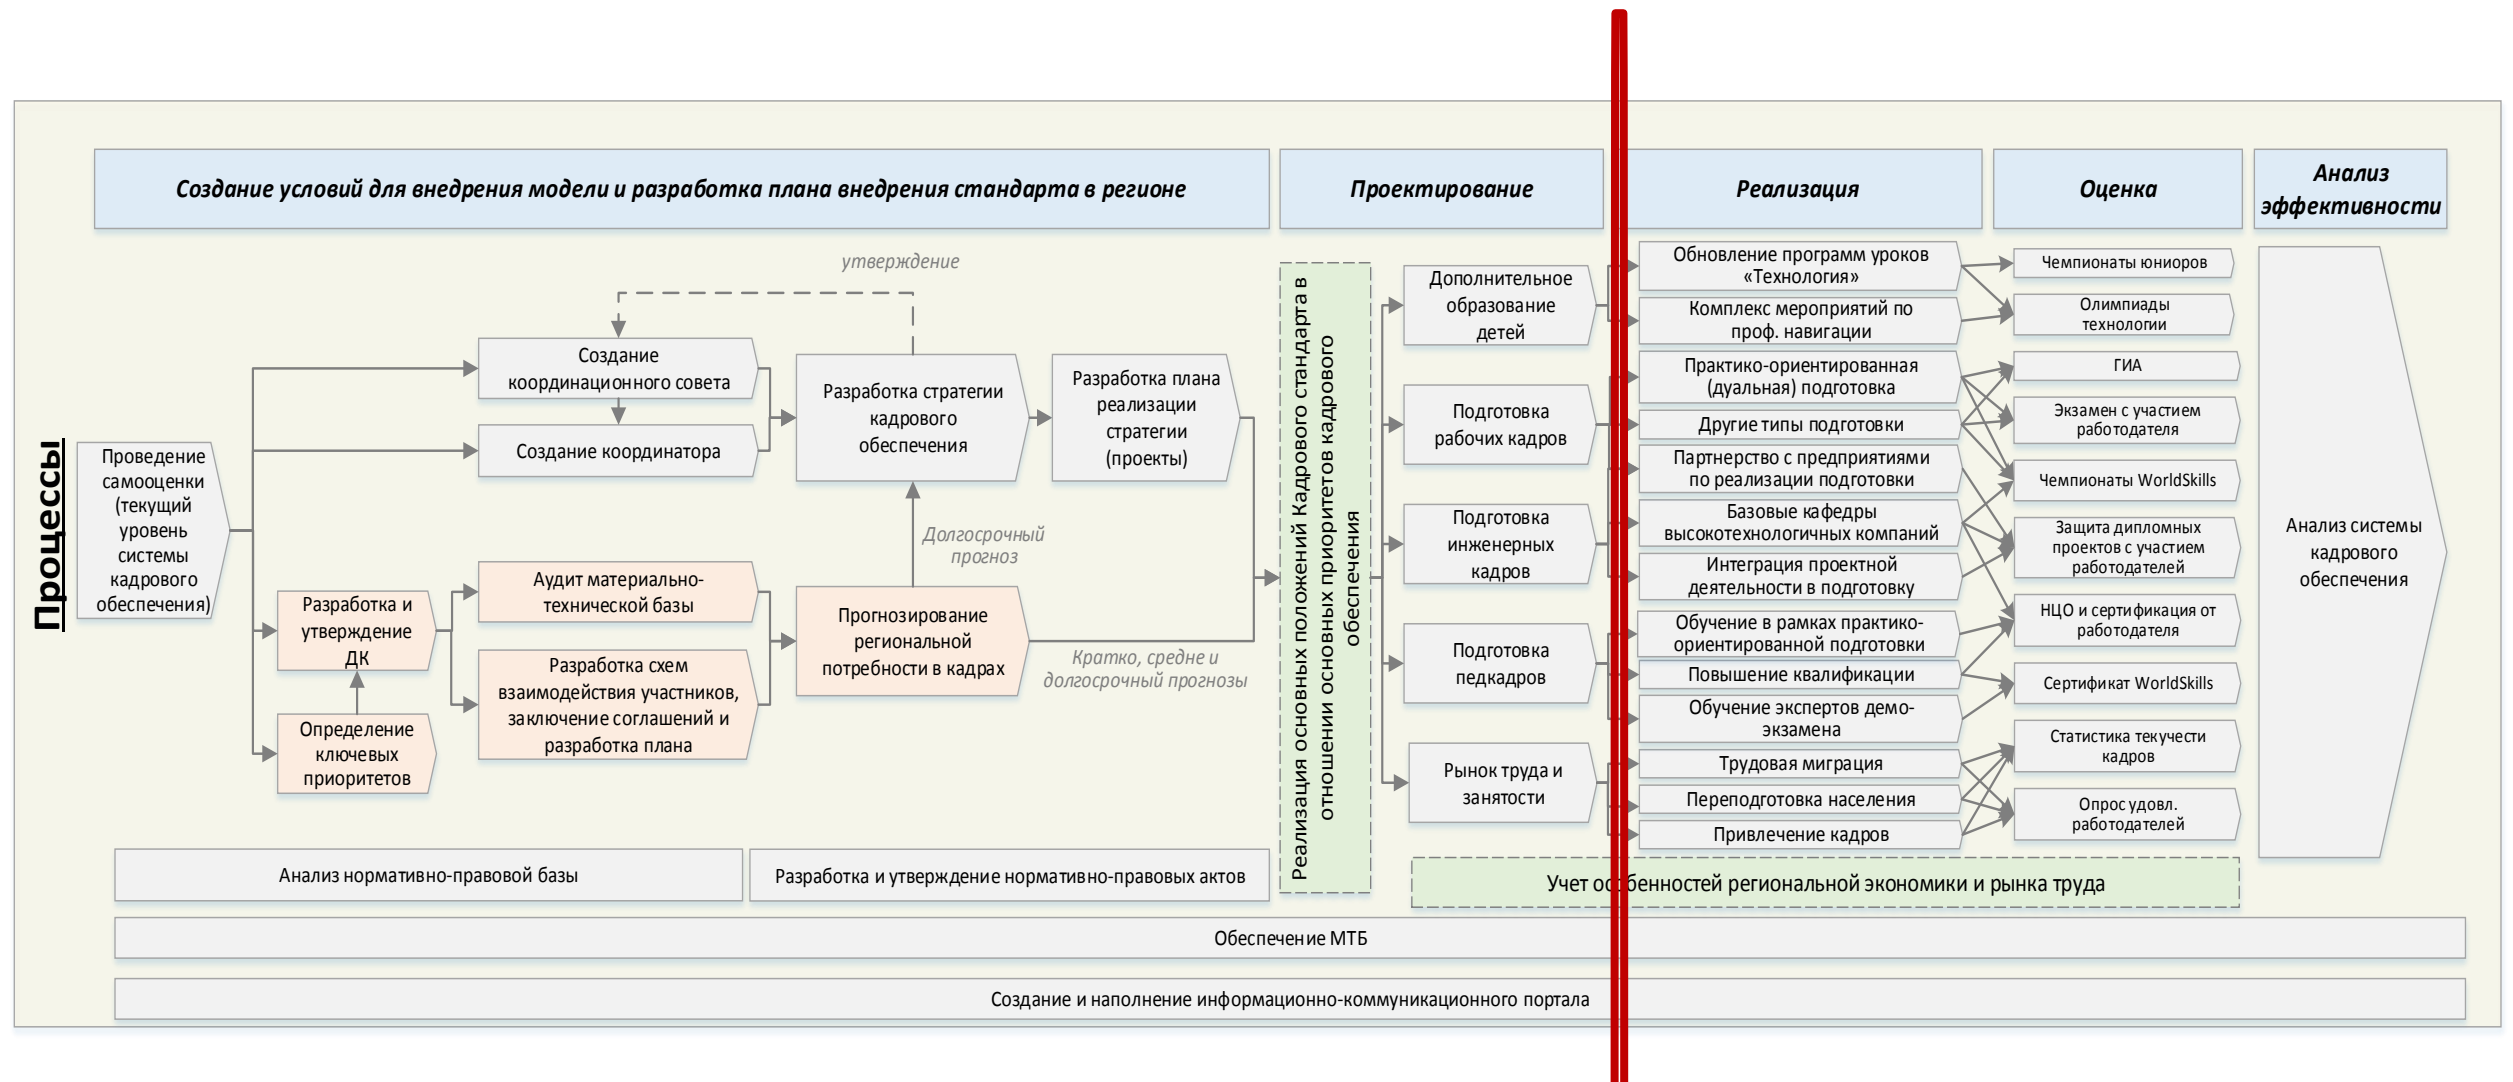 Процессы
Создание условий для внедрения модели и разработка плана внедрения стандарта в регионе
Проектирование
Реализация
Оценка
Анализ
эффективности
Проведение
самооценки
(текущий
уровень
системы
кадрового
обеспечения)
Разработка и
утверждение
ДК
Определение
ключевых
приоритетов
утверждение
Создание
координационного совета
Создание координатора
Аудит материально-
технической базы
Разработка схем
взаимодействия участников,
заключение соглашений и
разработка плана
Разработка стратегии
кадрового
обеспечения
Долгосрочный
прогноз
Прогнозирование
региональной
потребности в кадрах
Разработка плана
реализации
стратегии
(проекты)
Кратко, средне и
долгосрочный прогнозы
Реализация основных положений Кадрового стандарта в
отношении основных приоритетов кадрового
обеспечения
Дополнительное
образование
детей
Подготовка
рабочих кадров
Подготовка
инженерных
кадров
Подготовка
педкадров
Рынок труда и
занятости
Обновление программ уроков
«Технология»
Комплекс мероприятий по
проф. навигации
Практико-ориентированная
(дуальная) подготовка
Другие типы подготовки
Партнерство с предприятиями
по реализации подготовки
Базовые кафедры
высокотехнологичных компаний
Интеграция проектной
деятельности в подготовку
Обучение в рамках практико-
ориентированной подготовки
Повышение квалификации
Обучение экспертов демо-
экзамена
Трудовая миграция
Переподготовка населения
Привлечение кадров
Чемпионаты юниоров
Олимпиады
технологии
ГИА
Экзамен с участием
работодателя
Чемпионаты WorldSkills
Защита дипломных
проектов с участием
работодателей
НЦО и сертификация от
работодателя
Сертификат WorldSkills
Статистика текучести
кадров
Опрос удовл.
работодателей
Анализ системы
кадрового
обеспечения
Анализ нормативно-правовой базы
Разработка и утверждение нормативно-правовых актов
Учет особенностей региональной экономики и рынка труда
Обеспечение МТБ
Создание и наполнение информационно-коммуникационного портала